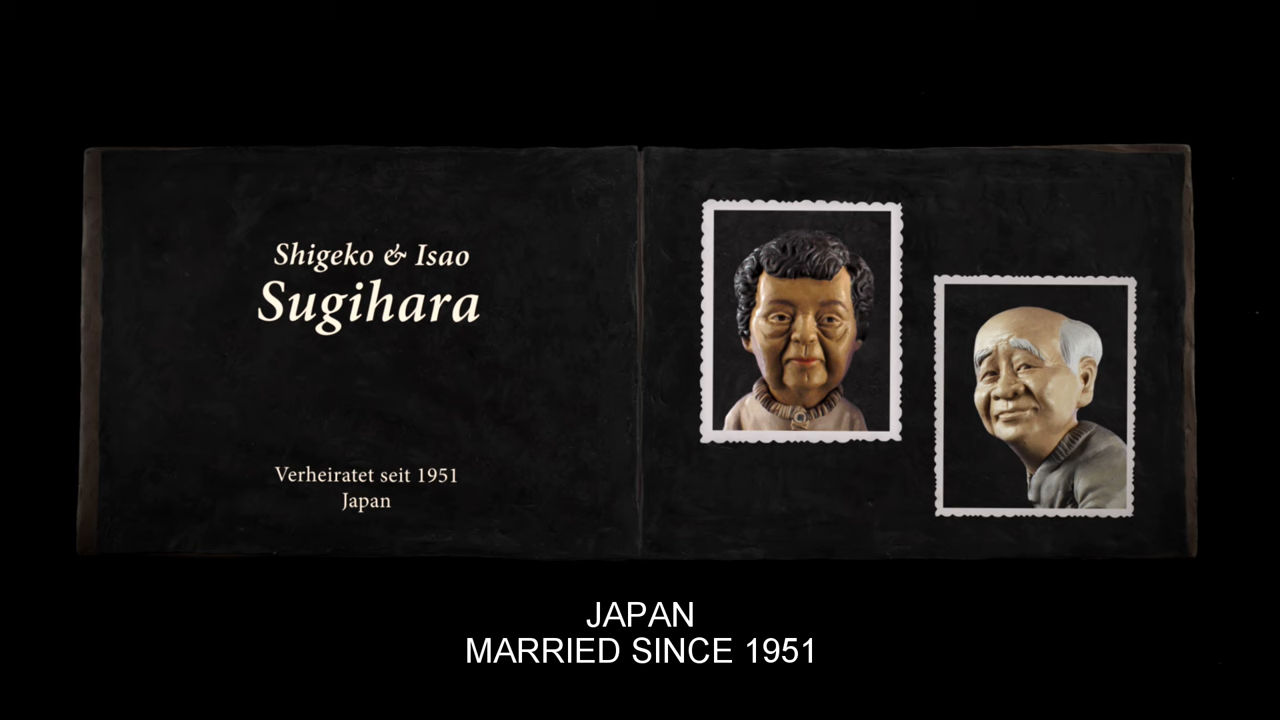 Shigeko & Isao
Sugihara
Verheiratet seit 1951
Japan
JAPAN
MARRIED SINCE 1951